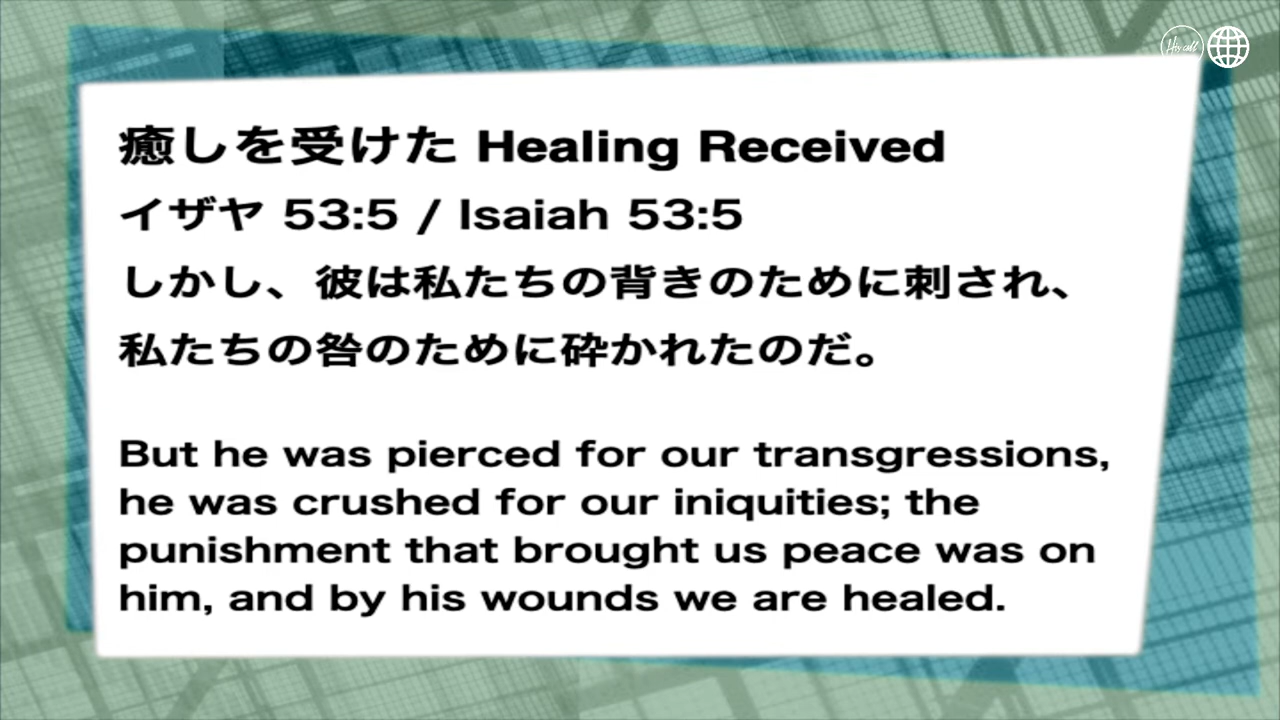 His call
癒しを受けた Healing Received
イザヤ 53:5 / Isaiah 53:5
しかし、彼は私たちの背きのために刺され、
私たちの咎のために砕かれたのだ。
But he was pierced for our transgressions,
he was crushed for our iniquities; the
punishment that brought us peace was on
him, and by his wounds we are healed.